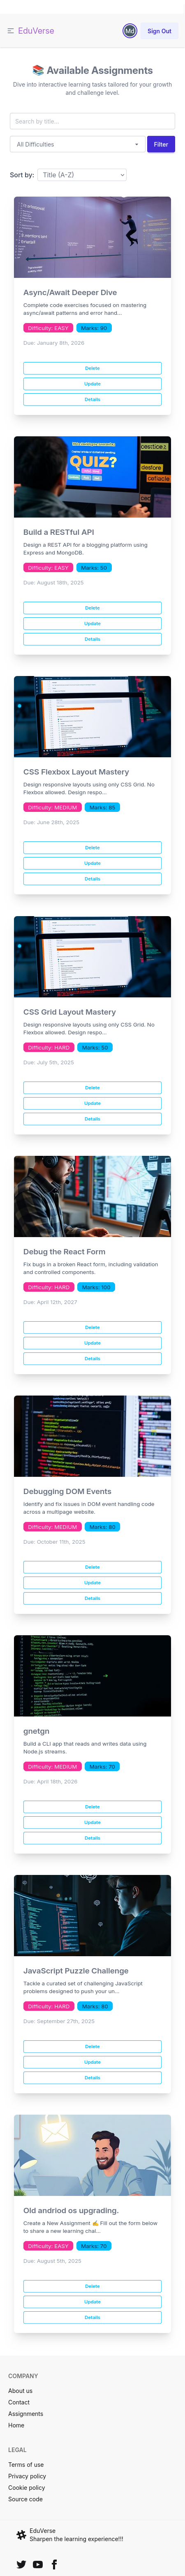 EduVerse
Md
Sign Out
📚 Available Assignments
Dive into interactive learning tasks tailored for your growth
and challenge level.
Search by title...
All Difficulties
Filter
Sort by:
Title (A-Z)
Async/Await Deeper Dive
Complete code exercises focused on mastering
async/await patterns and error hand...
Difficulty: EASY
Marks: 90
Due: January 8th, 2026
Delete
Update
Details
QUIZ?
Build a RESTful API
Design a REST API for a blogging platform using
Express and MongoDB.
Difficulty: EASY
Marks: 50
Due: August 18th, 2025
Delete
Update
Details
CSS Flexbox Layout Mastery
Design responsive layouts using only CSS Grid. No
Flexbox allowed. Design respo...
Difficulty: MEDIUM
Marks: 85
Due: June 28th, 2025
Delete
Update
Details
CSS Grid Layout Mastery
Design responsive layouts using only CSS Grid. No
Flexbox allowed. Design respo...
Difficulty: HARD
Marks: 50
Due: July 5th, 2025
Delete
Update
Details
Debug the React Form
Fix bugs in a broken React form, including validation
and controlled components.
Difficulty: HARD
Marks: 100
Due: April 12th, 2027
Delete
Update
Details
Debugging DOM Events
Identify and fix issues in DOM event handling code
across a multipage website.
Difficulty: MEDIUM
Marks: 60
Due: October 11th, 2025
Delete
Update
Details
gnetgn
Build a CLI app that reads and writes data using
Node.js streams.
Difficulty: MEDIUM
Marks: 70
Due: April 18th, 2026
Delete
Update
Details
JavaScript Puzzle Challenge
Tackle a curated set of challenging JavaScript
problems designed to push your un...
Difficulty: HARD
Marks: 80
Due: September 27th, 2025
Delete
Update
Details
Old andriod os upgrading.
Create a New Assignment ✍️ Fill out the form below
to share a new learning chal...
Difficulty: EASY
Marks: 70
Due: August 5th, 2025
Delete
Update
Details
COMPANY
About us
Contact
Assignments
Home
LEGAL
Terms of use
Privacy policy
Cookie policy
Source code
EduVerse
Sharpen the learning experience!!!